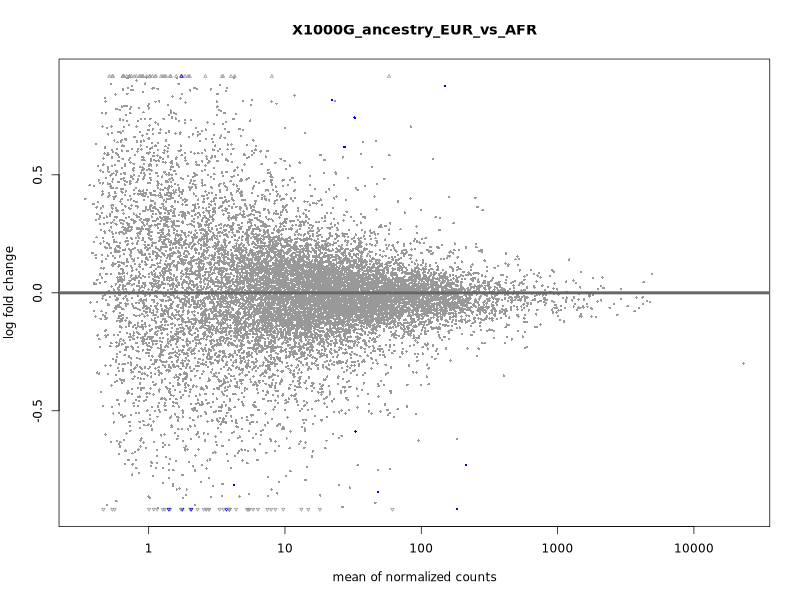 X1000G_ancestry_EUR_vs_AFR
log fold change
0.5
0.0
-0.5
1 10 100 1000 10000
mean of normalized counts